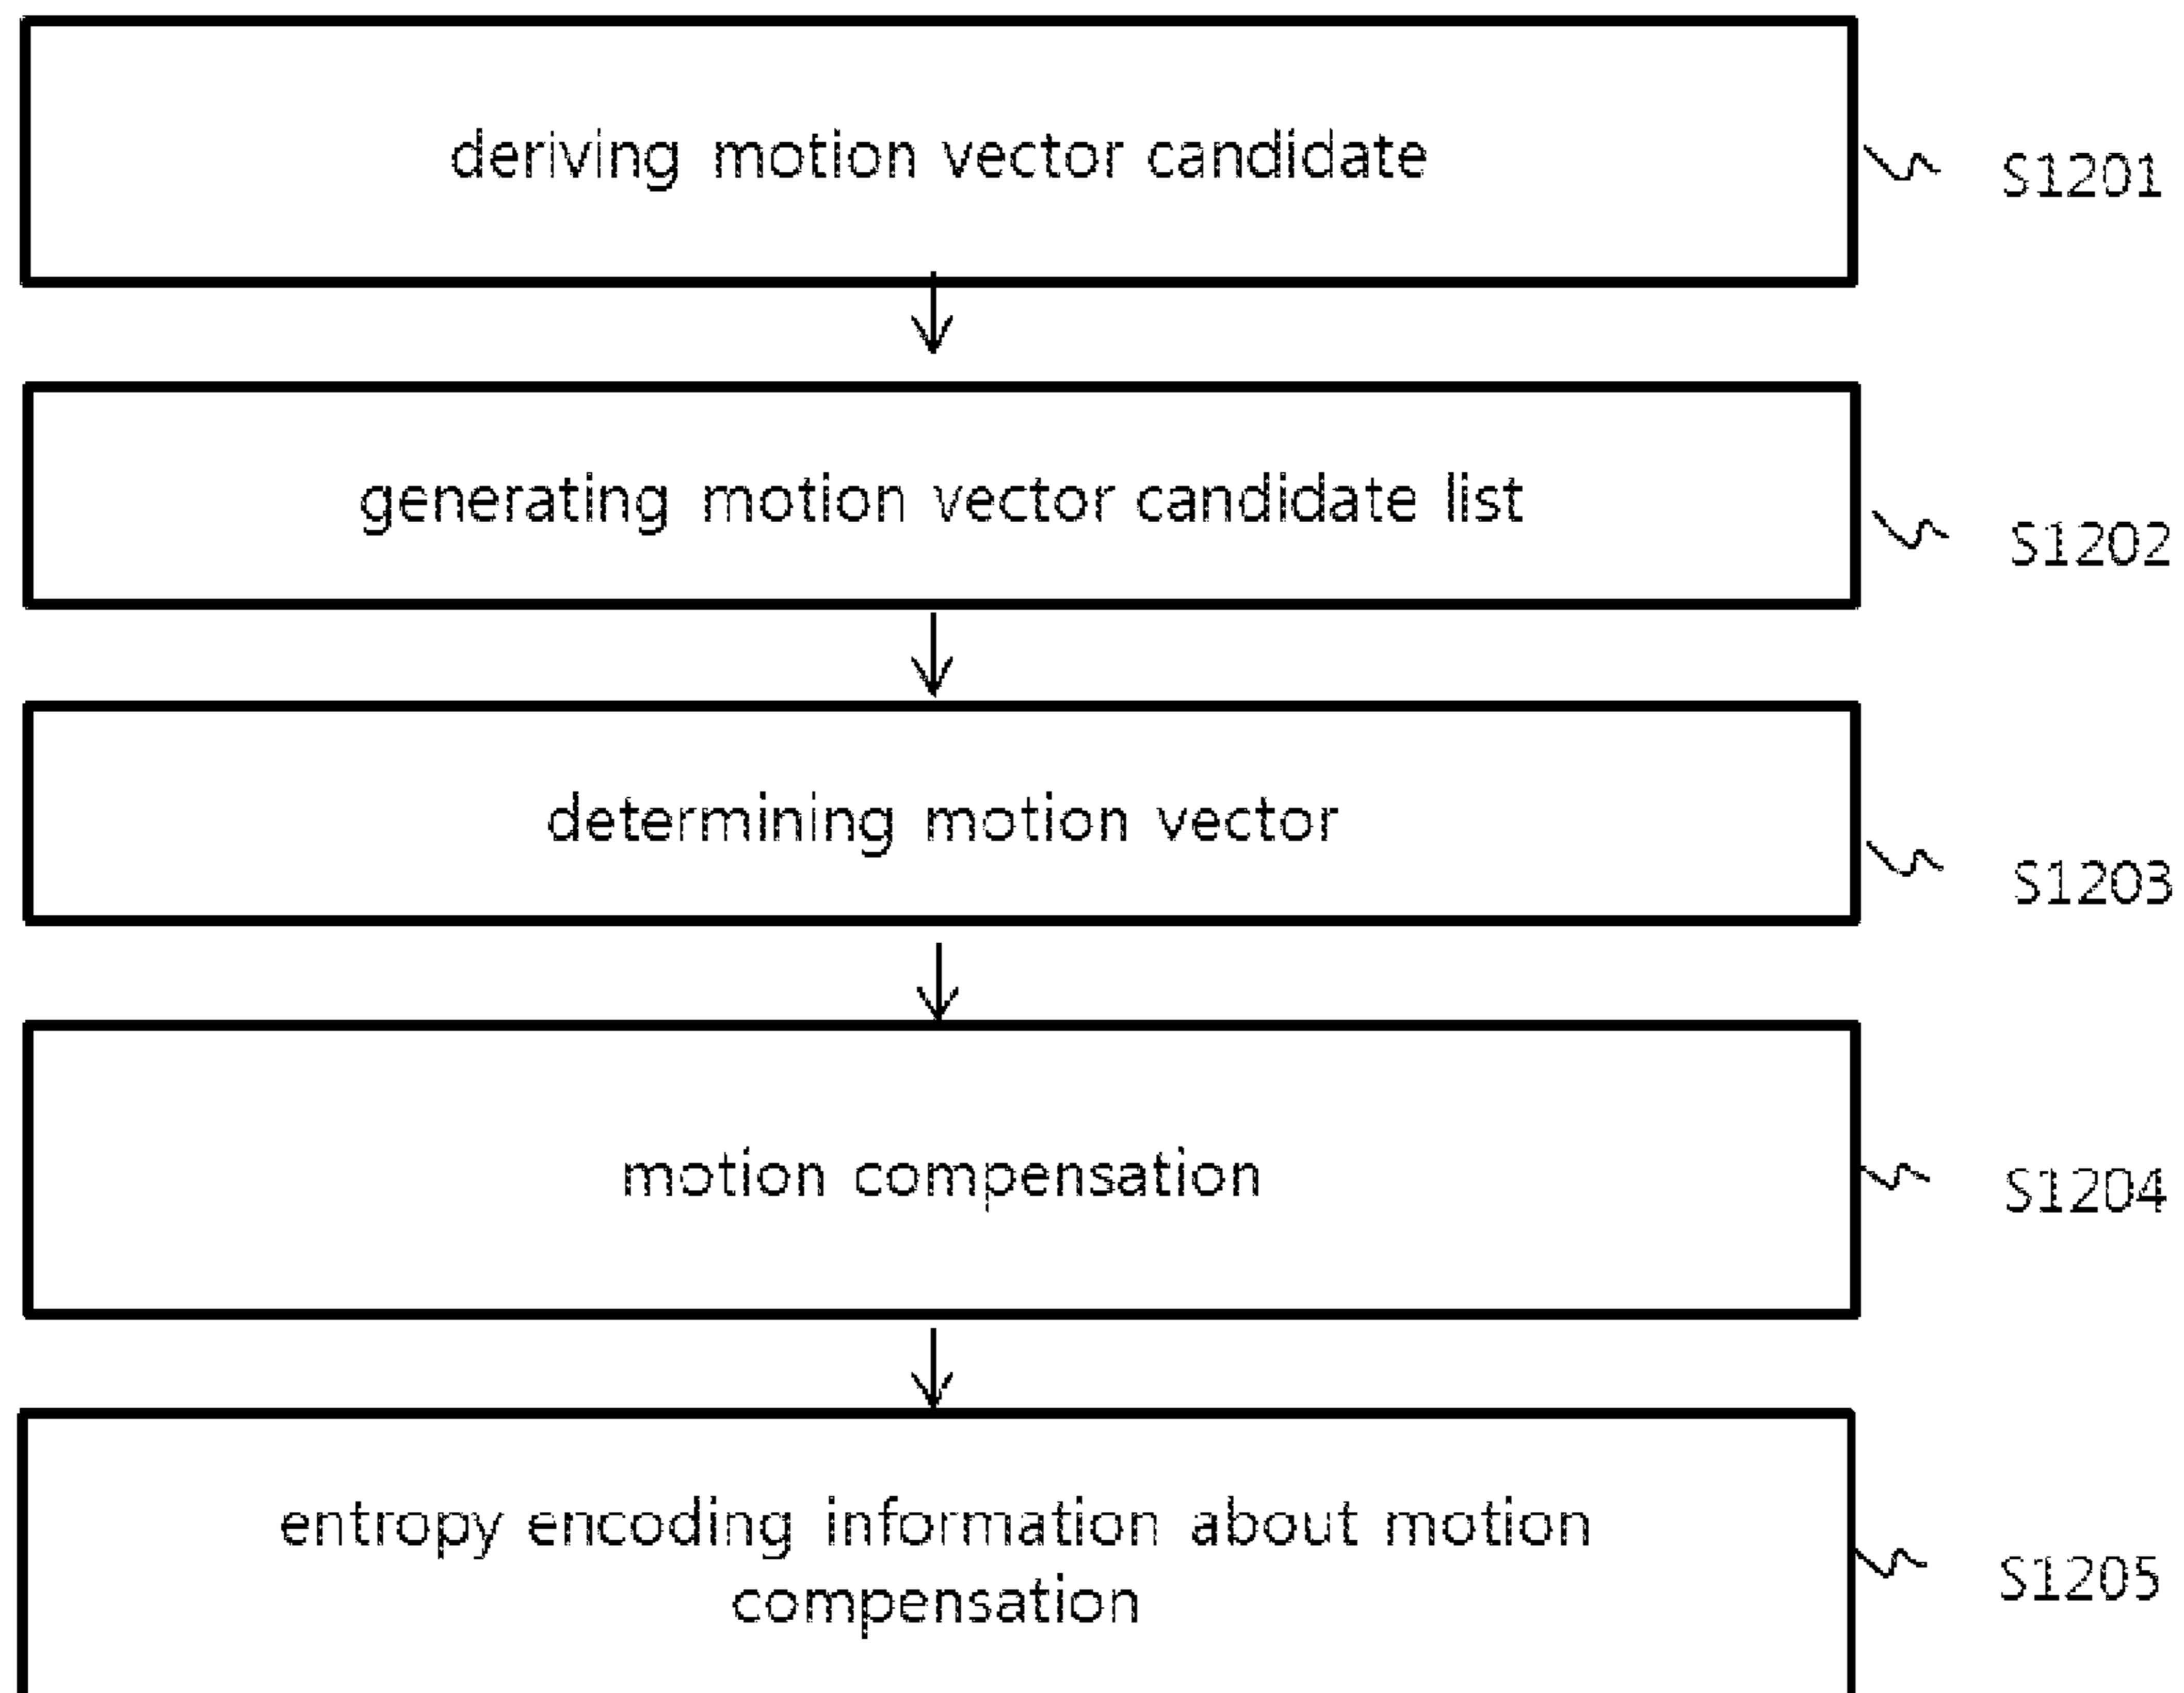 deriving motion vector candidate
S1201
generating motion vector candidate list
S1202
determining motion vector
S1203
motion compensation
S1204
entropy encoding information about motion
compensation
S1205